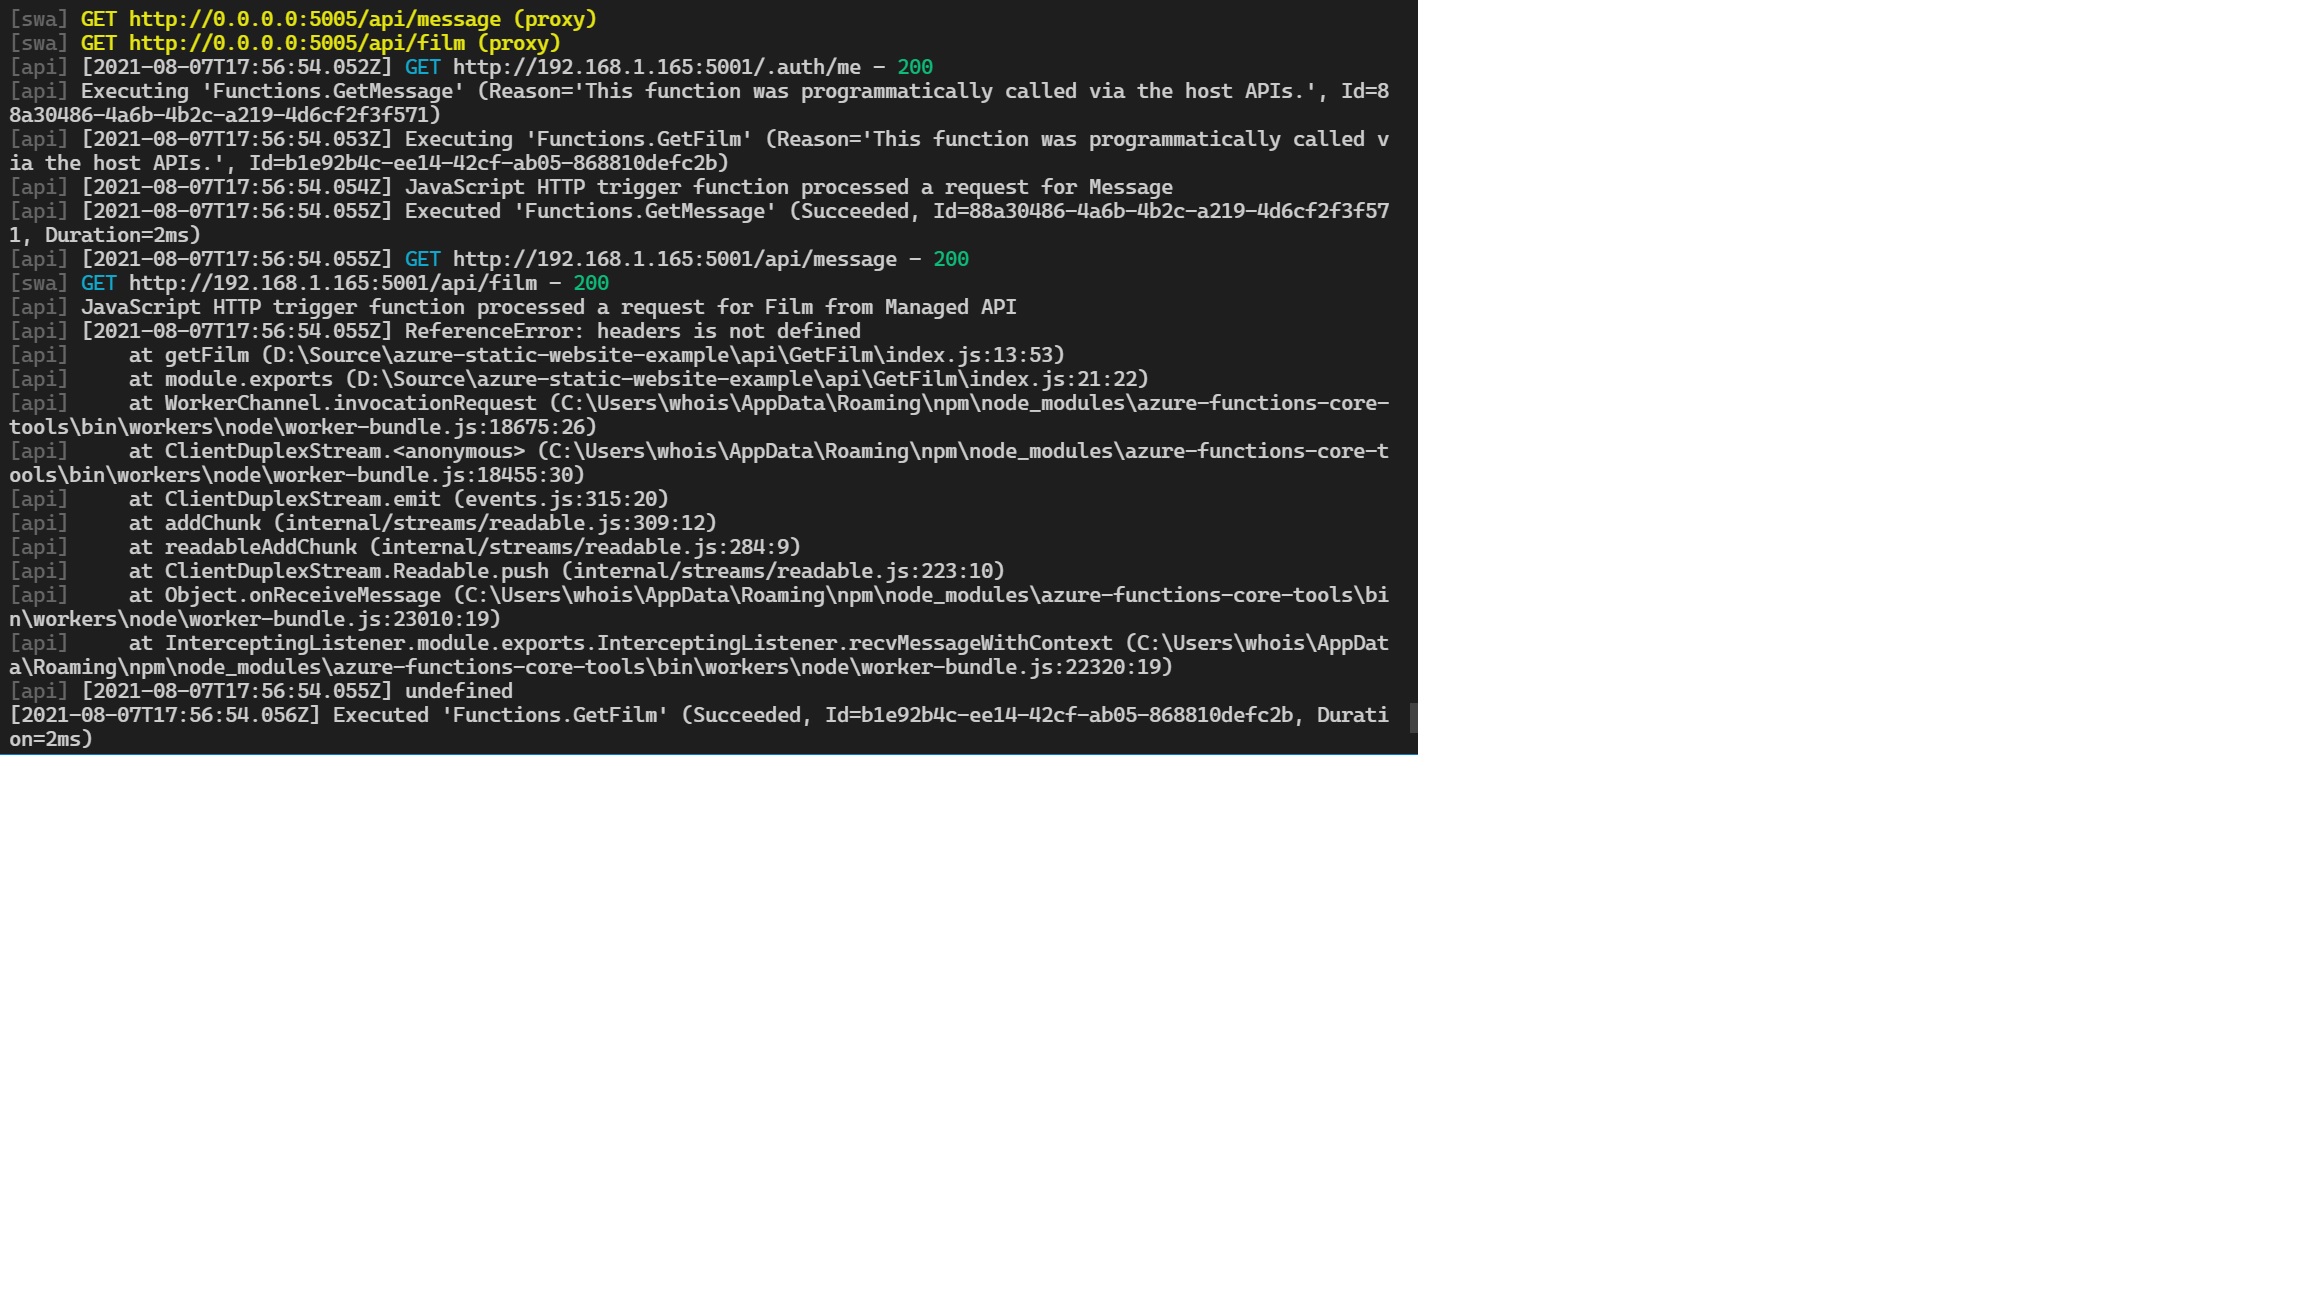 [swa] GET http://0.0.0.0:5005/api/message (proxy)
[swa] GET http://0.0.0.0:5005/api/film (proxy)
[api] [2021-08-07T17:56:54.052Z] GET http://192.168.1.165:5001/.auth/me - 200
[api] Executing 'Functions.GetMessage' (Reason='This function was programmatically called via the host APIs.', Id=8
8a30486-4a6b-4b2c-a219-4d6cf2f3f571)
[api] [2021-08-07T17:56:54.053Z] Executing 'Functions.GetFilm' (Reason='This function was programmatically called v
ia the host APIs.', Id=b1e92b4c-ee14-42cf-ab05-868810defc2b)
[api] [2021-08-07T17:56:54.054Z] JavaScript HTTP trigger function processed a request for Message
[api] [2021-08-07T17:56:54.055Z] Executed 'Functions.GetMessage' (Succeeded, Id=88a30486-4a6b-4b2c-a219-4d6cf2f3f57
1, Duration=2ms)
[api] [2021-08-07T17:56:54.055Z] GET http://192.168.1.165:5001/api/message - 200
[swa] GET http://192.168.1.165:5001/api/film - 200
[api] JavaScript HTTP trigger function processed a request for Film from Managed API
[api] [2021-08-07T17:56:54.055Z] ReferenceError: headers is not defined
[api]     at getFilm (D:\Source\azure-static-website-example\api\GetFilm\index.js:13:53)
[api]     at module.exports (D:\Source\azure-static-website-example\api\GetFilm\index.js:21:22)
[api]     at WorkerChannel.invocationRequest (C:\Users\whois\AppData\Roaming\npm\node_modules\azure-functions-core-
tools\bin\workers\node\worker-bundle.js:18675:26)
[api]     at ClientDuplexStream.<anonymous> (C:\Users\whois\AppData\Roaming\npm\node_modules\azure-functions-core-t
ools\bin\workers\node\worker-bundle.js:18455:30)
[api]     at ClientDuplexStream.emit (events.js:315:20)
[api]     at addChunk (internal/streams/readable.js:309:12)
[api]     at readableAddChunk (internal/streams/readable.js:284:9)
[api]     at ClientDuplexStream.Readable.push (internal/streams/readable.js:223:10)
[api]     at Object.onReceiveMessage (C:\Users\whois\AppData\Roaming\npm\node_modules\azure-functions-core-tools\bi
n\workers\node\worker-bundle.js:23010:19)
[api]     at InterceptingListener.module.exports.InterceptingListener.recvMessageWithContext (C:\Users\whois\AppDat
a\Roaming\npm\node_modules\azure-functions-core-tools\bin\workers\node\worker-bundle.js:22320:19)
[api] [2021-08-07T17:56:54.055Z] undefined
[2021-08-07T17:56:54.056Z] Executed 'Functions.GetFilm' (Succeeded, Id=b1e92b4c-ee14-42cf-ab05-868810defc2b, Durati
on=2ms)